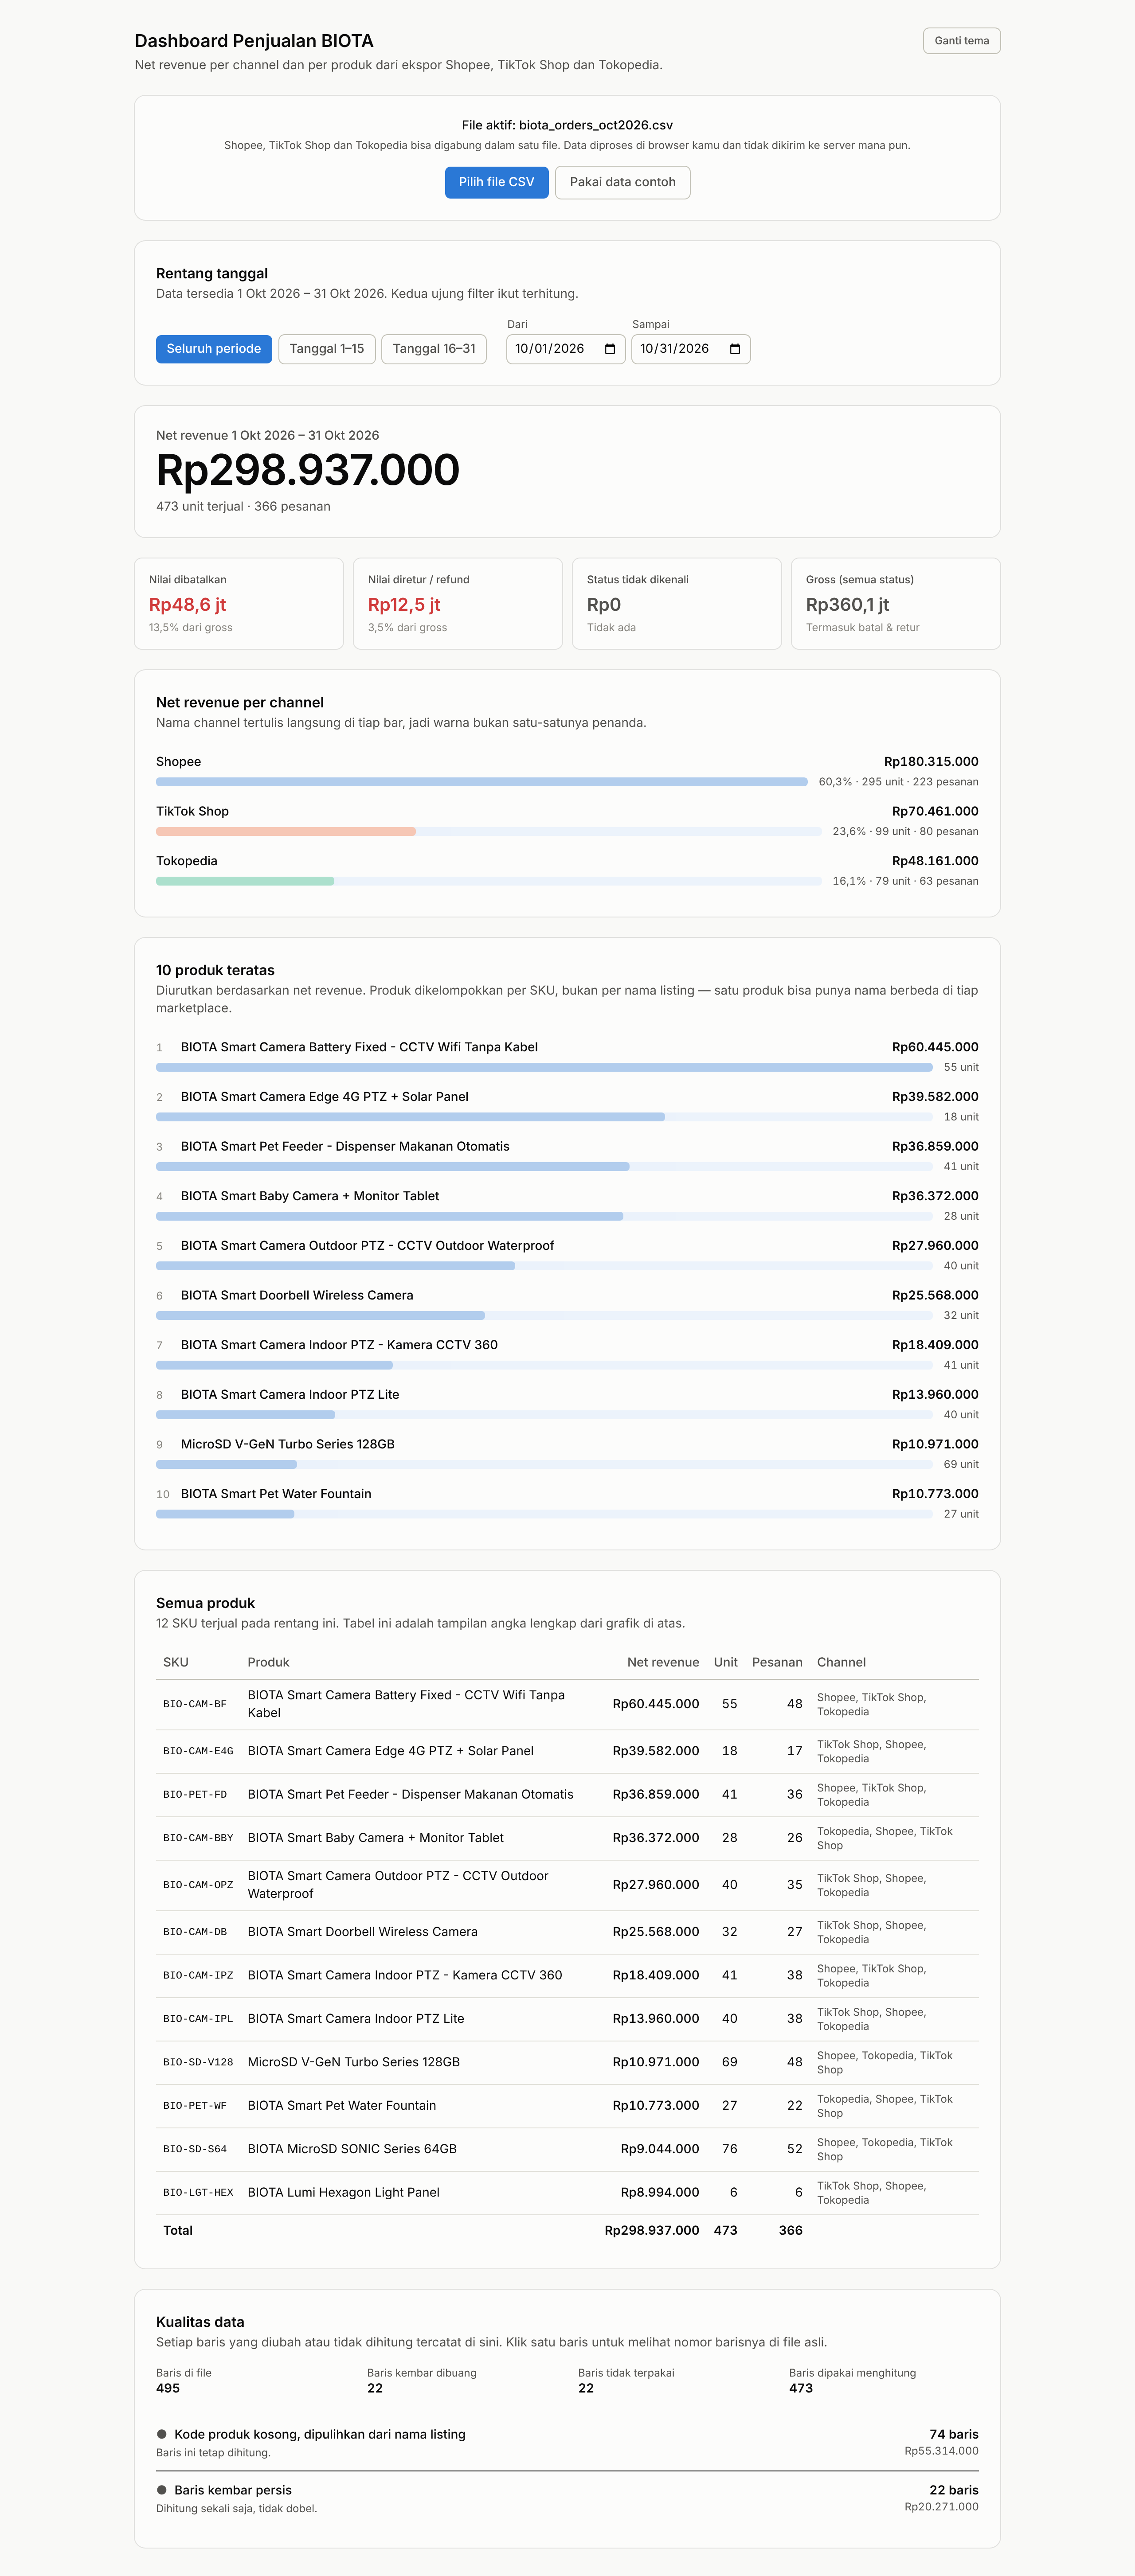 Dashboard Penjualan BIOTA
Ganti tema
Net revenue per channel dan per produk dari ekspor Shopee, TikTok Shop dan Tokopedia.
File aktif: biota_orders_oct2026.csv
Shopee, TikTok Shop dan Tokopedia bisa digabung dalam satu file. Data diproses di browser kamu dan tidak dikirim ke server mana pun.
Pilih file CSV
Pakai data contoh
Rentang tanggal
Data tersedia 1 Okt 2026 – 31 Okt 2026. Kedua ujung filter ikut terhitung.
Dari
Sampai
Seluruh periode
Tanggal 1–15
Tanggal 16–31
10/01/2026
10/31/2026
Net revenue 1 Okt 2026 – 31 Okt 2026
Rp298.937.000
473 unit terjual · 366 pesanan
Nilai dibatalkan
Rp48,6 jt
13,5% dari gross
Nilai diretur / refund
Rp12,5 jt
3,5% dari gross
Status tidak dikenali
Rp0
Tidak ada
Gross (semua status)
Rp360,1 jt
Termasuk batal & retur
Net revenue per channel
Nama channel tertulis langsung di tiap bar, jadi warna bukan satu-satunya penanda.
Shopee Rp180.315.000
60,3% · 295 unit · 223 pesanan
TikTok Shop Rp70.461.000
23,6% · 99 unit · 80 pesanan
Tokopedia Rp48.161.000
16,1% · 79 unit · 63 pesanan
10 produk teratas
Diurutkan berdasarkan net revenue. Produk dikelompokkan per SKU, bukan per nama listing — satu produk bisa punya nama berbeda di tiap
marketplace.
1 BIOTA Smart Camera Battery Fixed - CCTV Wifi Tanpa Kabel Rp60.445.000
55 unit
2 BIOTA Smart Camera Edge 4G PTZ + Solar Panel Rp39.582.000
18 unit
3 BIOTA Smart Pet Feeder - Dispenser Makanan Otomatis Rp36.859.000
41 unit
4 BIOTA Smart Baby Camera + Monitor Tablet Rp36.372.000
28 unit
5 BIOTA Smart Camera Outdoor PTZ - CCTV Outdoor Waterproof Rp27.960.000
40 unit
6 BIOTA Smart Doorbell Wireless Camera Rp25.568.000
32 unit
7 BIOTA Smart Camera Indoor PTZ - Kamera CCTV 360 Rp18.409.000
41 unit
8 BIOTA Smart Camera Indoor PTZ Lite Rp13.960.000
40 unit
9 MicroSD V-GeN Turbo Series 128GB Rp10.971.000
69 unit
10 BIOTA Smart Pet Water Fountain Rp10.773.000
27 unit
Semua produk
12 SKU terjual pada rentang ini. Tabel ini adalah tampilan angka lengkap dari grafik di atas.
SKU Produk Net revenue Unit Pesanan Channel
BIO-CAM-BF BIOTA Smart Camera Battery Fixed - CCTV Wifi Tanpa
Kabel Rp60.445.000 55 48 Shopee, TikTok Shop,
Tokopedia
BIO-CAM-E4G BIOTA Smart Camera Edge 4G PTZ + Solar Panel Rp39.582.000 18 17 TikTok Shop, Shopee,
Tokopedia
BIO-PET-FD BIOTA Smart Pet Feeder - Dispenser Makanan Otomatis Rp36.859.000 41 36 Shopee, TikTok Shop,
Tokopedia
BIO-CAM-BBY BIOTA Smart Baby Camera + Monitor Tablet Rp36.372.000 28 26 Tokopedia, Shopee, TikTok
Shop
BIO-CAM-OPZ BIOTA Smart Camera Outdoor PTZ - CCTV Outdoor
Waterproof Rp27.960.000 40 35 TikTok Shop, Shopee,
Tokopedia
BIO-CAM-DB BIOTA Smart Doorbell Wireless Camera Rp25.568.000 32 27 TikTok Shop, Shopee,
Tokopedia
BIO-CAM-IPZ BIOTA Smart Camera Indoor PTZ - Kamera CCTV 360 Rp18.409.000 41 38 Shopee, TikTok Shop,
Tokopedia
BIO-CAM-IPL BIOTA Smart Camera Indoor PTZ Lite Rp13.960.000 40 38 TikTok Shop, Shopee,
Tokopedia
BIO-SD-V128 MicroSD V-GeN Turbo Series 128GB Rp10.971.000 69 48 Shopee, Tokopedia, TikTok
Shop
BIO-PET-WF BIOTA Smart Pet Water Fountain Rp10.773.000 27 22 Tokopedia, Shopee, TikTok
Shop
BIO-SD-S64 BIOTA MicroSD SONIC Series 64GB Rp9.044.000 76 52 Shopee, Tokopedia, TikTok
Shop
BIO-LGT-HEX BIOTA Lumi Hexagon Light Panel Rp8.994.000 6 6 TikTok Shop, Shopee,
Tokopedia
Total Rp298.937.000 473 366
Kualitas data
Setiap baris yang diubah atau tidak dihitung tercatat di sini. Klik satu baris untuk melihat nomor barisnya di file asli.
Baris di file
495
Baris kembar dibuang
22
Baris tidak terpakai
22
Baris dipakai menghitung
473
Kode produk kosong, dipulihkan dari nama listing 74 baris
Baris ini tetap dihitung. Rp55.314.000
Baris kembar persis 22 baris
Dihitung sekali saja, tidak dobel. Rp20.271.000